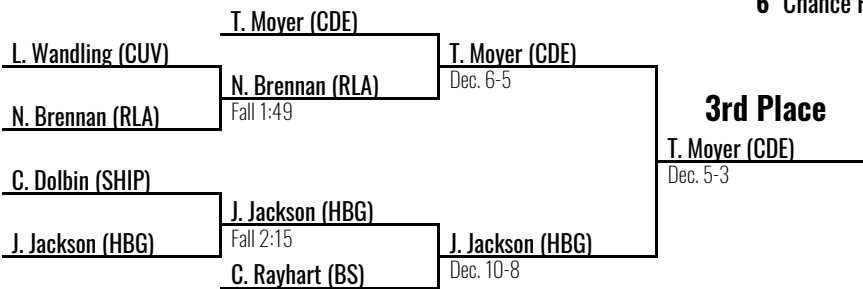 6 Chance
T. Moyer (CDE)
L. Wandling (CUV)
T. Moyer (CDE)
Dec. 6-5
N. Brennan (RLA)
Fall 1:49
N. Brennan (RLA)
3rd Place
T. Moyer (CDE)
Dec. 5-3
C. Dolbin (SHIP)
J. Jackson (HBG)
Fall 2:15
J. Jackson (HBG)
J. Jackson (HBG)
Dec. 10-8
C. Rayhart (BS)